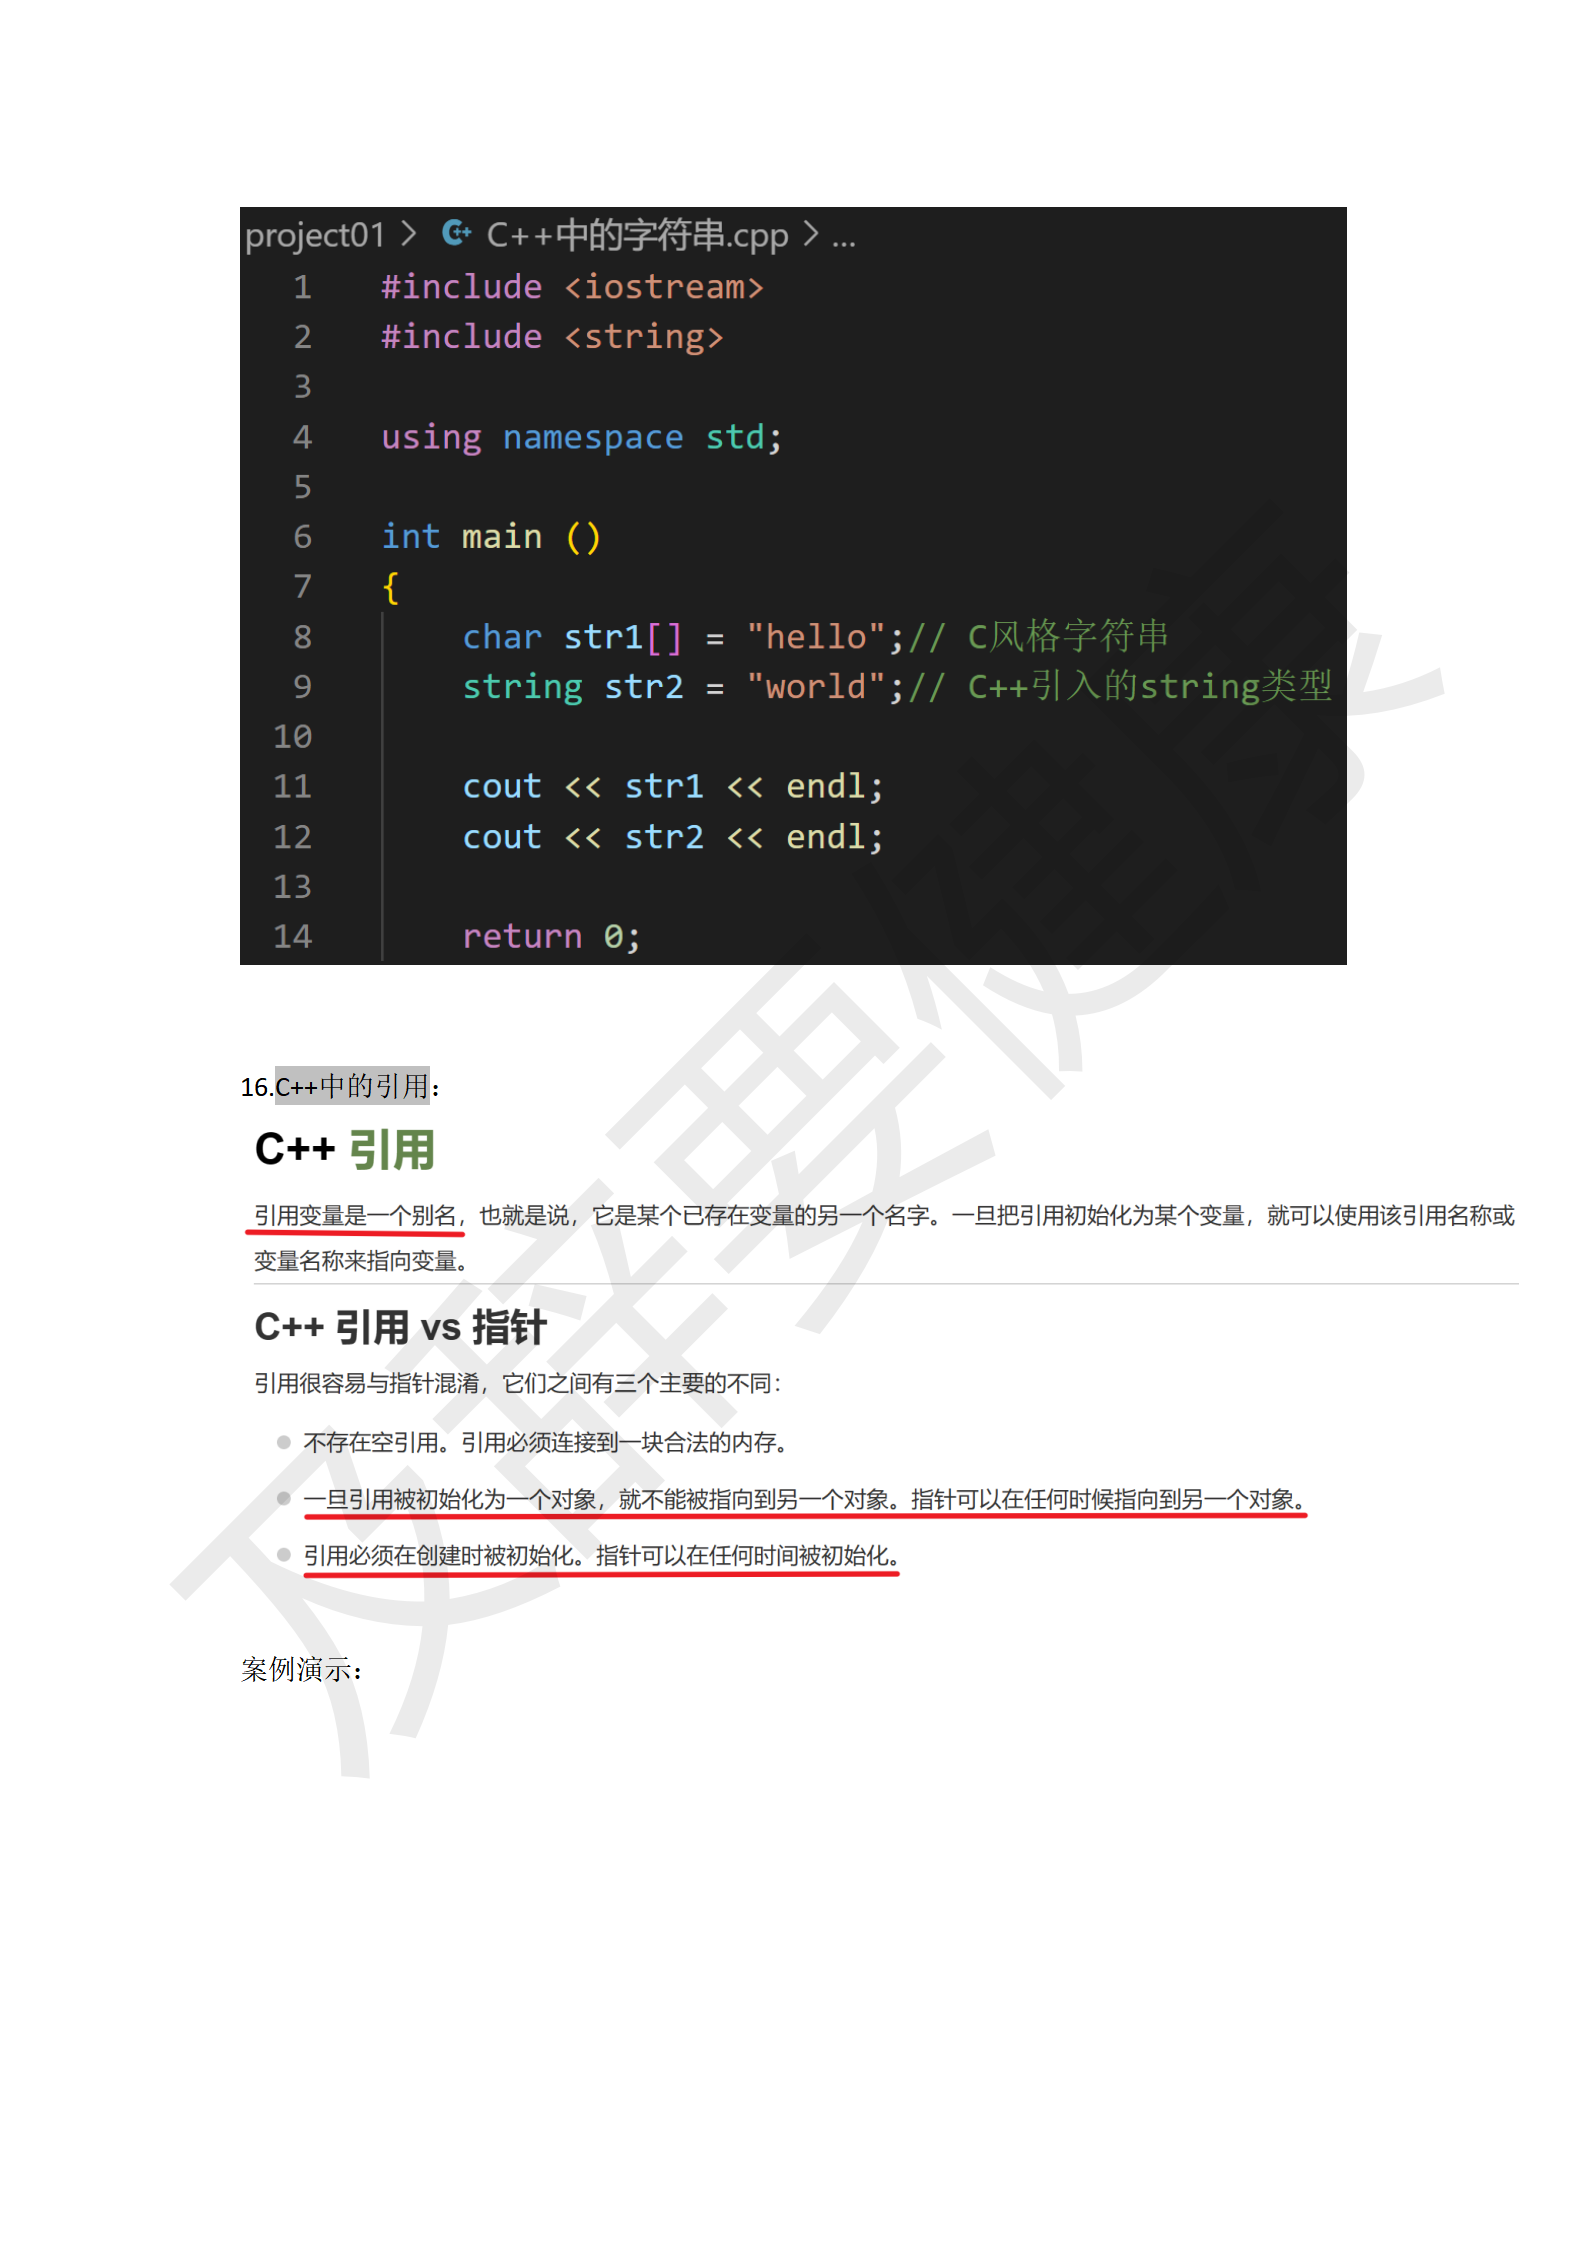 project01 > C++中的字符串.cpp > ...
1 #include <iostream>
2 #include <string>
3
4 using namespace std;
5
6 int main ()
7 {
8 char str1[] = "hello";// C风格字符串
9 string str2 = "world";// C++引入的string类型
10
11 cout << str1 << endl;
12 cout << str2 << endl;
13
14 return 0;
16.C++中的引用：
C++ 引用
引用变量是一个别名，也就是说，它是某个已存在变量的另一个名字。一旦把引用初始化为某个变量，就可以使用该引用名称或
变量名称来指向变量。
C++ 引用 vs 指针
引用很容易与指针混淆，它们之间有三个主要的不同：
不存在空引用。引用必须连接到一块合法的内存。
一旦引用被初始化为一个对象，就不能被指向到另一个对象。指针可以在任何时候指向到另一个对象。
引用必须在创建时被初始化。指针可以在任何时间被初始化。
案例演示：
及辞要健康